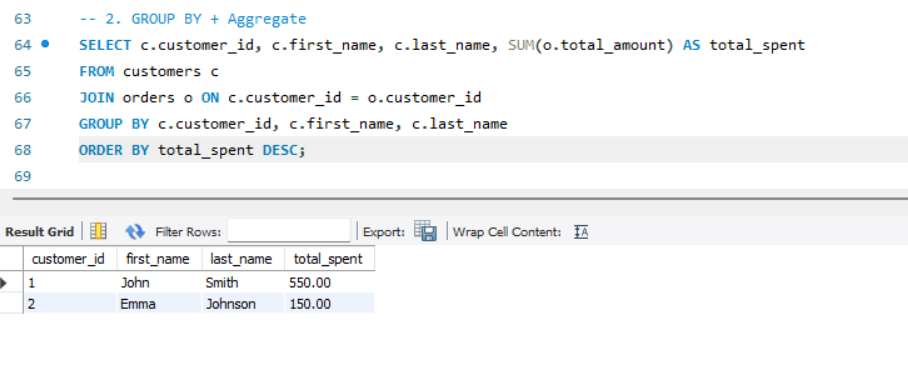 63 -- 2. GROUP BY + Aggregate
64 SELECT c.customer_id, c.first_name, c.last_name, SUM(o.total_amount) AS total_spent
65 FROM customers c
66 JOIN orders o ON c.customer_id = o.customer_id
67 GROUP BY c.customer_id, c.first_name, c.last_name
68 ORDER BY total_spent DESC;
69
Result Grid Filter Rows: Export: Wrap Cell Content: IA
customer_id first_name last_name total_spent
1 John Smith 550.00
2 Emma Johnson 150.00